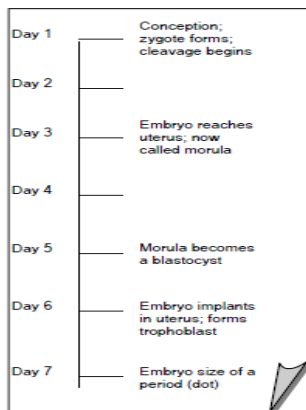 Day 1
Conception;
zygote forms;
cleavage begins
Day 2
Day 3
Embryo reaches
uterus; now
called morula
Day 4
Day 5
Morula becomes
a blastocyst
Day 6
Embryo implants
in uterus; forms
trophoblast
Day 7
Embryo size of a
period (dot)